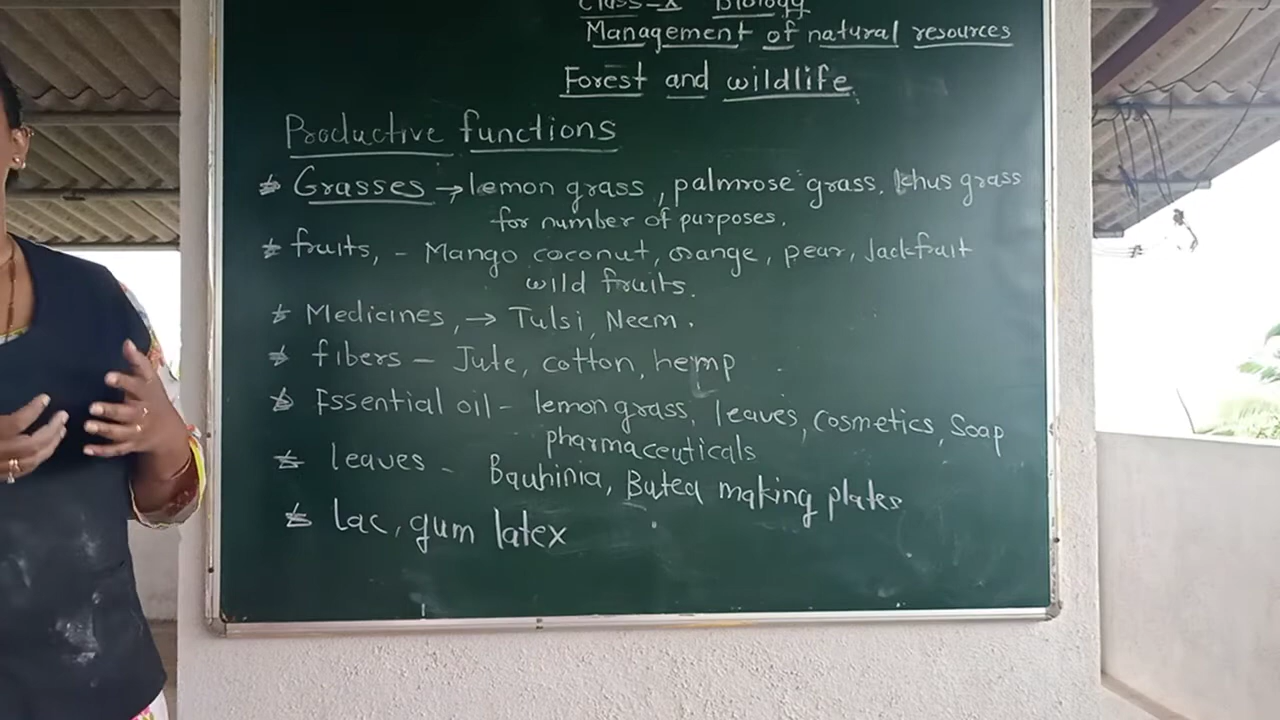 Class-X Biology
Management of natural resources
Forest and wildlife
Productive functions
* Grasses → lemon grass, palmrose grass, khus grass
for number of purposes.
* fruits, - Mango coconut, orange, pear, Jackfruit
wild fruits.
* Medicines, → Tulsi, Neem.
* fibers - Jute, cotton, hemp
* Essential oil - lemon grass, leaves, cosmetics, Soap
pharmaceuticals
* leaves - Bauhinia, Butea making plates
* lac, gum latex